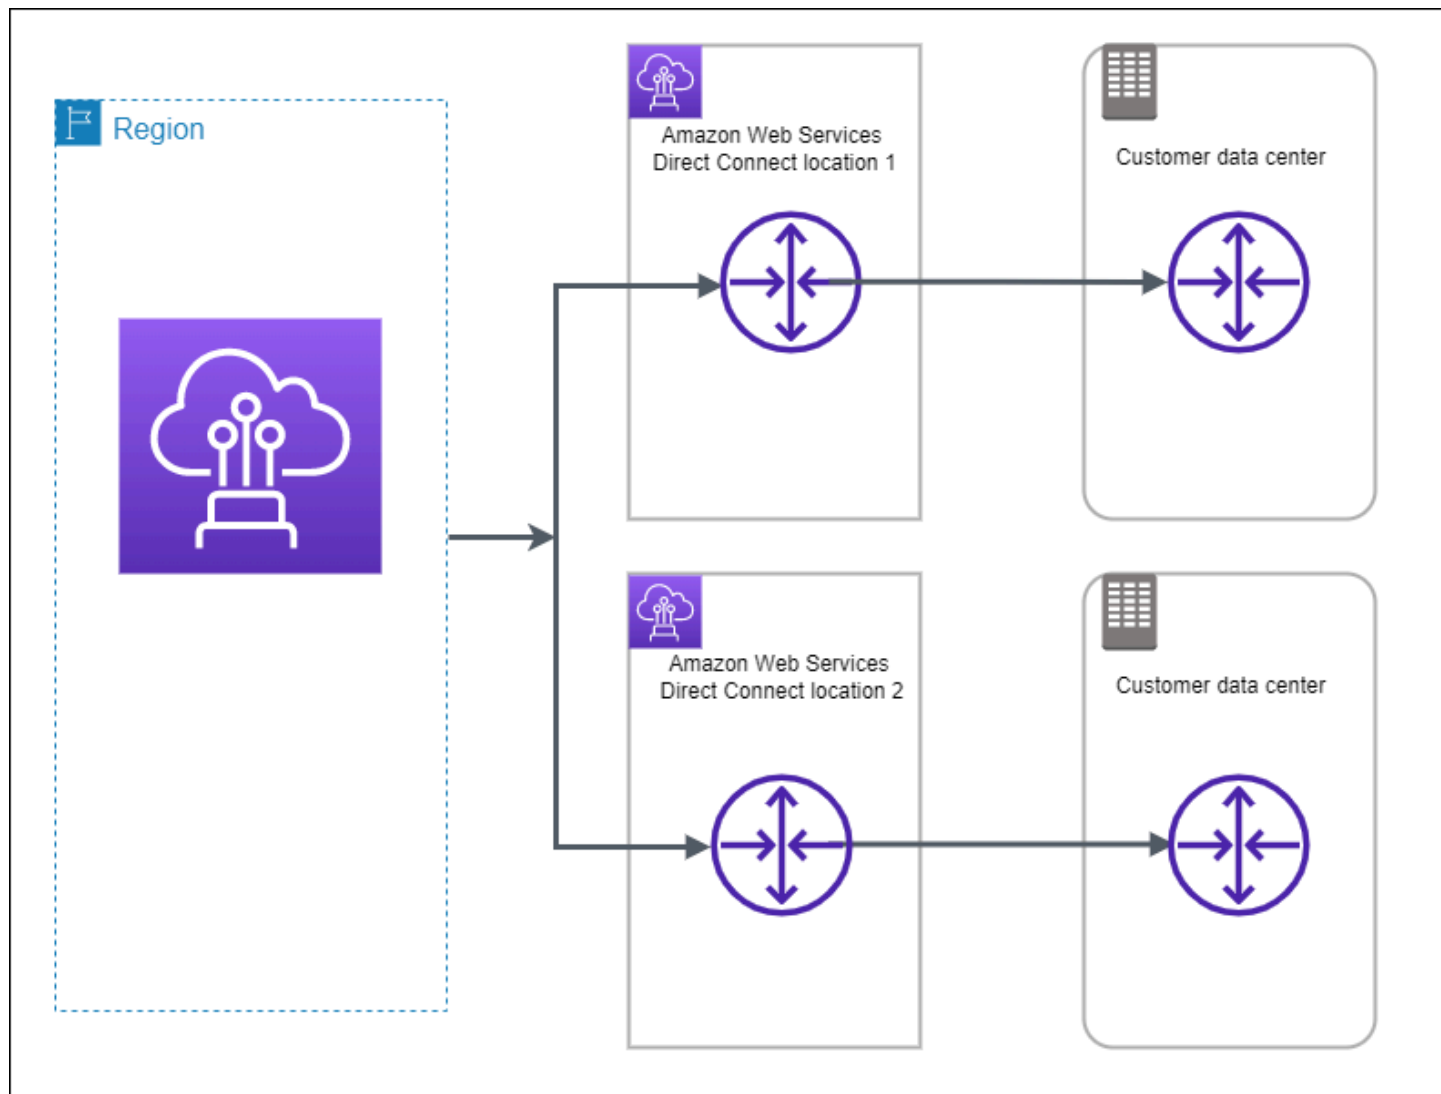 Region
Amazon Web Services
Direct Connect location 1
Customer data center
Amazon Web Services
Direct Connect location 2
Customer data center